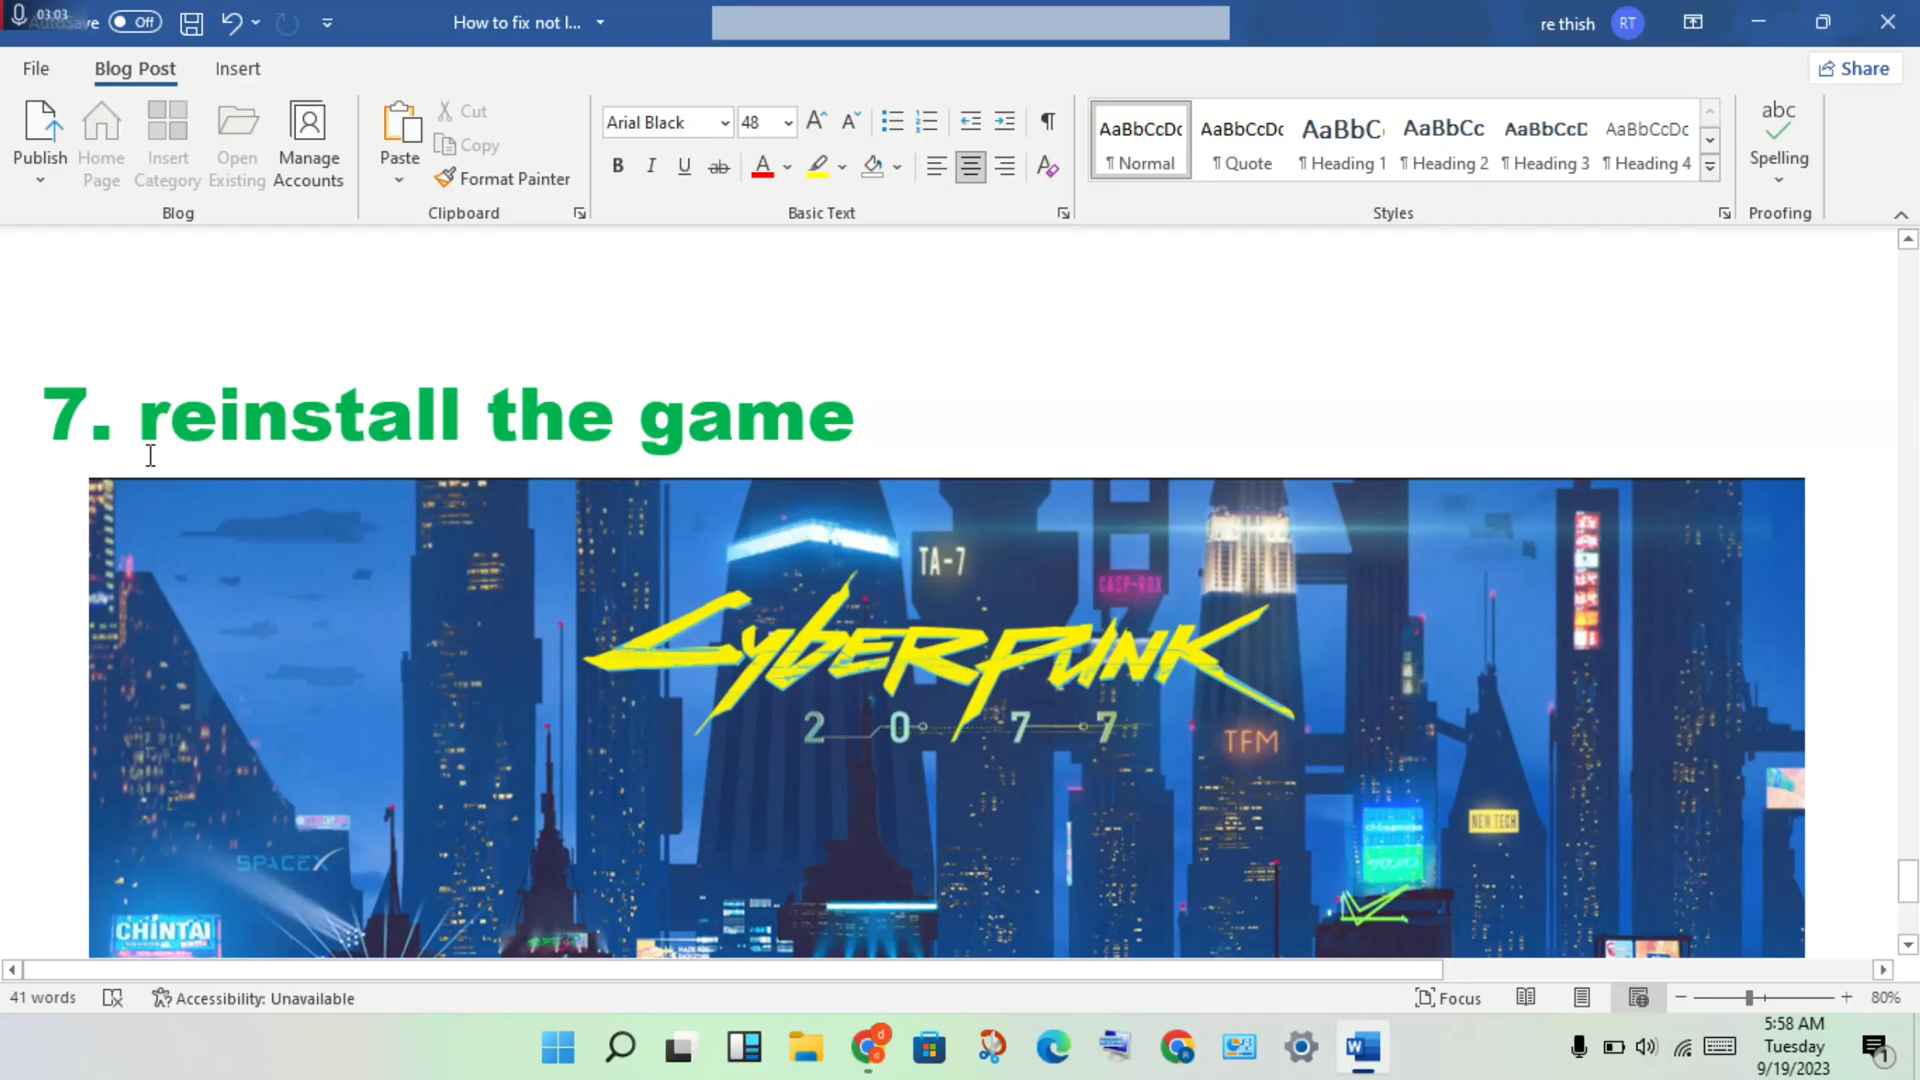 03:03
Off
How to fix not l...
re thish
RT
File
Blog Post
Insert
Share
Publish
Home Page
Insert Category
Open Existing
Manage Accounts
Blog
Paste
Cut
Copy
Format Painter
Clipboard
Arial Black
48
Basic Text
AaBbCcDc
¶ Normal
AaBbCcDc
¶ Quote
AaBbC
¶ Heading 1
AaBbCc
¶ Heading 2
AaBbCcD
¶ Heading 3
AaBbCcDc
¶ Heading 4
Styles
abc
Spelling
Proofing
7. reinstall the game
TA-7
CASP-ROX
CYBERPUNK
2077
TFM
NEW TECH
SPACEX
CHINTAI
41 words
Accessibility: Unavailable
Focus
80%
5:58 AM
Tuesday
9/19/2023
1